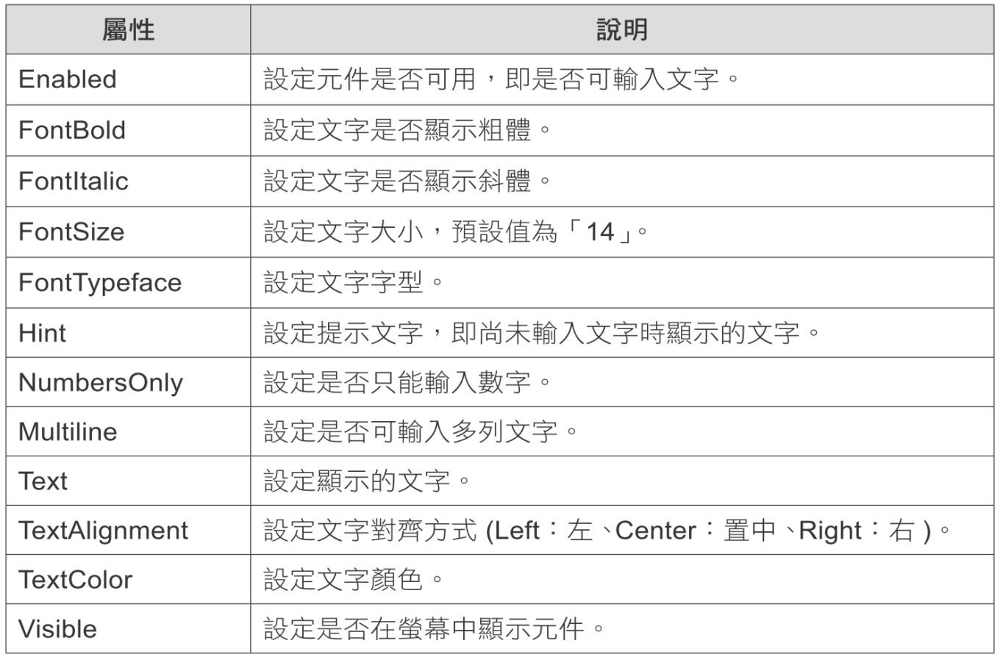 屬性 說明
Enabled 設定元件是否可用，即是否可輸入文字。
FontBold 設定文字是否顯示粗體。
FontItalic 設定文字是否顯示斜體。
FontSize 設定文字大小，預設值為「14」。
FontTypeface 設定文字字型。
Hint 設定提示文字，即尚未輸入文字時顯示的文字。
NumbersOnly 設定是否只能輸入數字。
Multiline 設定是否可輸入多列文字。
Text 設定顯示的文字。
TextAlignment 設定文字對齊方式 (Left：左、Center：置中、Right：右 )。
TextColor 設定文字顏色。
Visible 設定是否在螢幕中顯示元件。